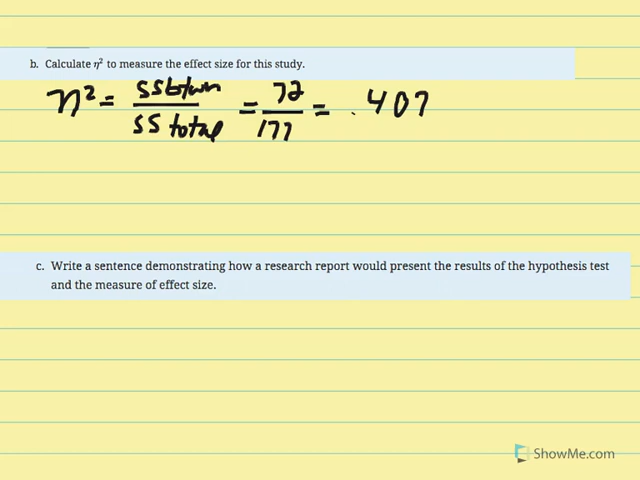 b. Calculate η² to measure the effect size for this study.
η² = SSbtwn / SS total = 72 / 177 = .407
c. Write a sentence demonstrating how a research report would present the results of the hypothesis test
and the measure of effect size.
ShowMe.com